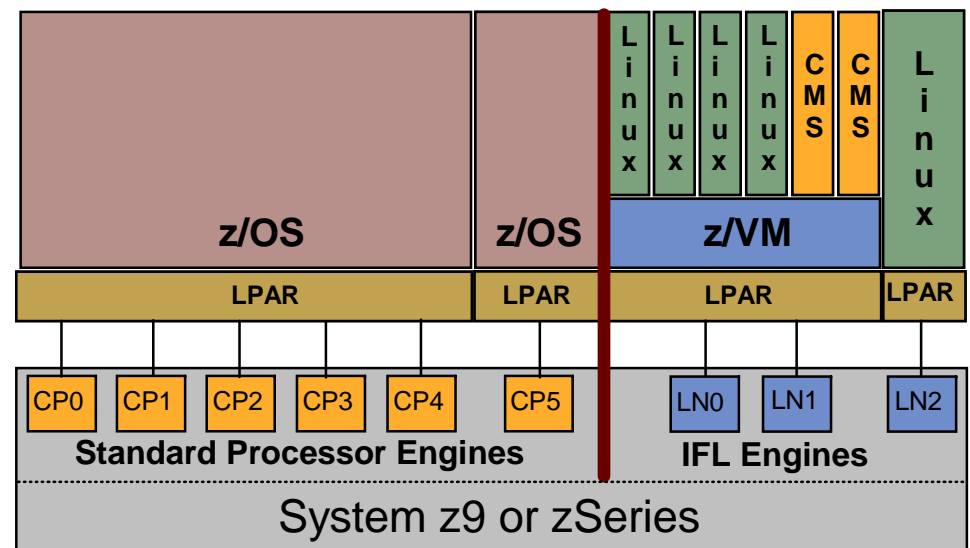 Linux
Linux
Linux
Linux
CMS
CMS
Linux
z/OS
z/OS
z/VM
LPAR
LPAR
LPAR
LPAR
CP0
CP1
CP2
CP3
CP4
CP5
LN0
LN1
LN2
Standard Processor Engines
IFL Engines
System z9 or zSeries